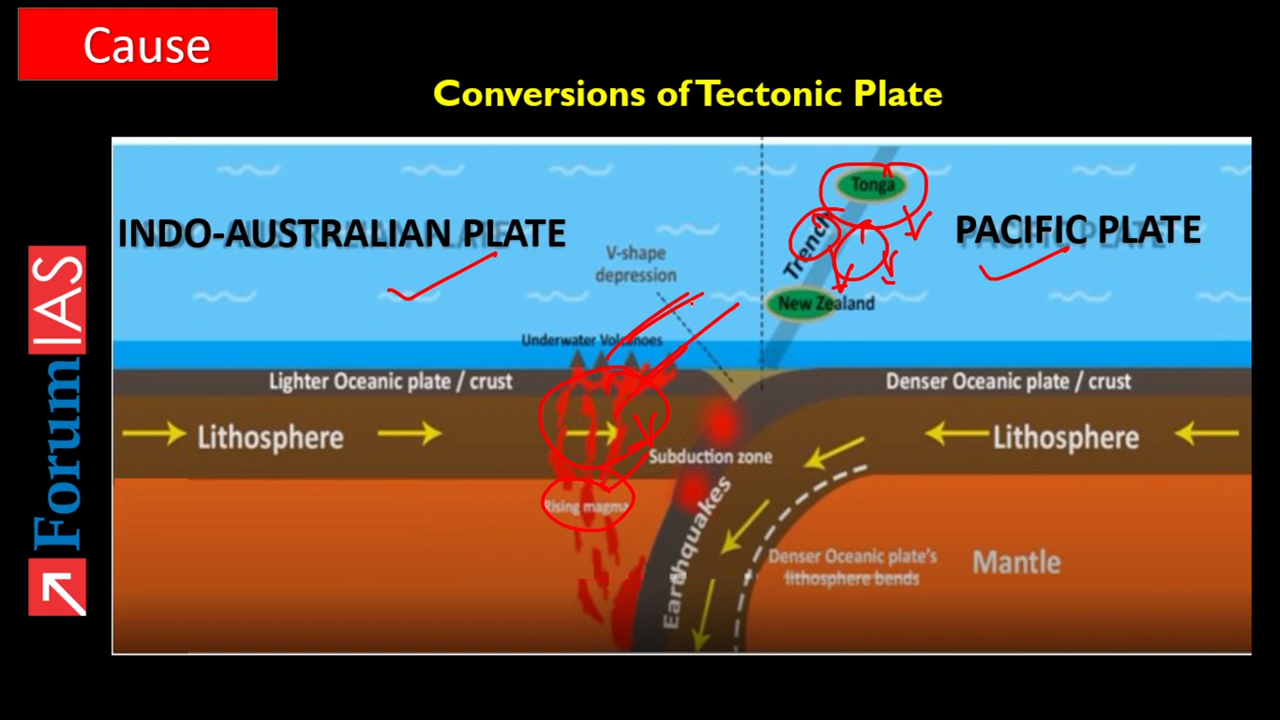 Cause
Conversions of Tectonic Plate
Tonga
INDO-AUSTRALIAN PLATE
PACIFIC PLATE
Trench
V-shape
depression
New Zealand
Underwater Volcanoes
Lighter Oceanic plate / crust
Denser Oceanic plate / crust
Lithosphere
Lithosphere
Subduction zone
Rising magma
Earthquakes
Denser Oceanic plate's
lithosphere bends
Mantle
ForumIAS